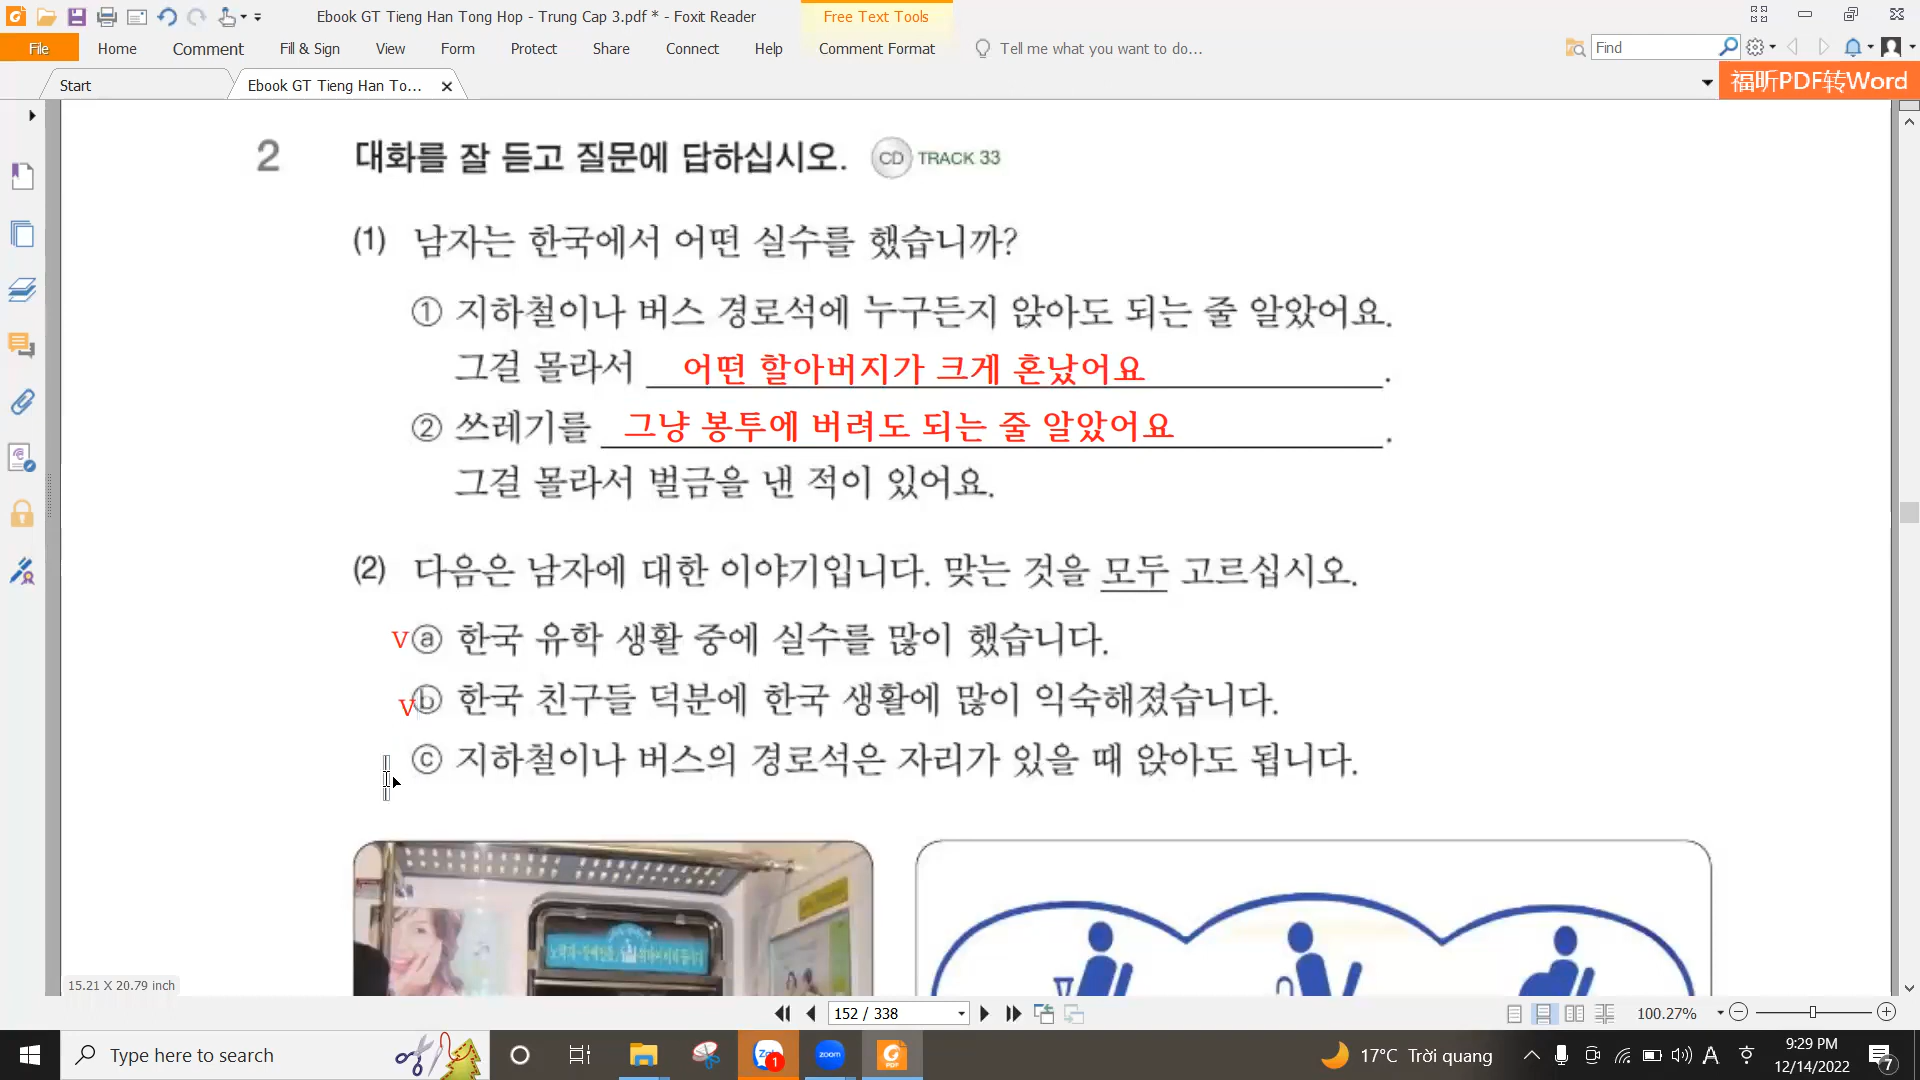 Ebook GT Tieng Han Tong Hop - Trung Cap 3.pdf * - Foxit Reader
Free Text Tools
File
Home
Comment
Fill & Sign
View
Form
Protect
Share
Connect
Help
Comment Format
Tell me what you want to do...
Find
Start
Ebook GT Tieng Han To...
福昕PDF转Word
2 대화를 잘 듣고 질문에 답하십시오. CD TRACK 33
(1) 남자는 한국에서 어떤 실수를 했습니까?
① 지하철이나 버스 경로석에 누구든지 앉아도 되는 줄 알았어요.
그걸 몰라서 어떤 할아버지가 크게 혼났어요.
② 쓰레기를 그냥 봉투에 버려도 되는 줄 알았어요.
그걸 몰라서 벌금을 낸 적이 있어요.
(2) 다음은 남자에 대한 이야기입니다. 맞는 것을 모두 고르십시오.
V ⓐ 한국 유학 생활 중에 실수를 많이 했습니다.
V ⓑ 한국 친구들 덕분에 한국 생활에 많이 익숙해졌습니다.
ⓒ 지하철이나 버스의 경로석은 자리가 있을 때 앉아도 됩니다.
15.21 X 20.79 inch
152 / 338
100.27%
Type here to search
1
zoom
PDF
17°C Trời quang
A
9:29 PM
12/14/2022
7